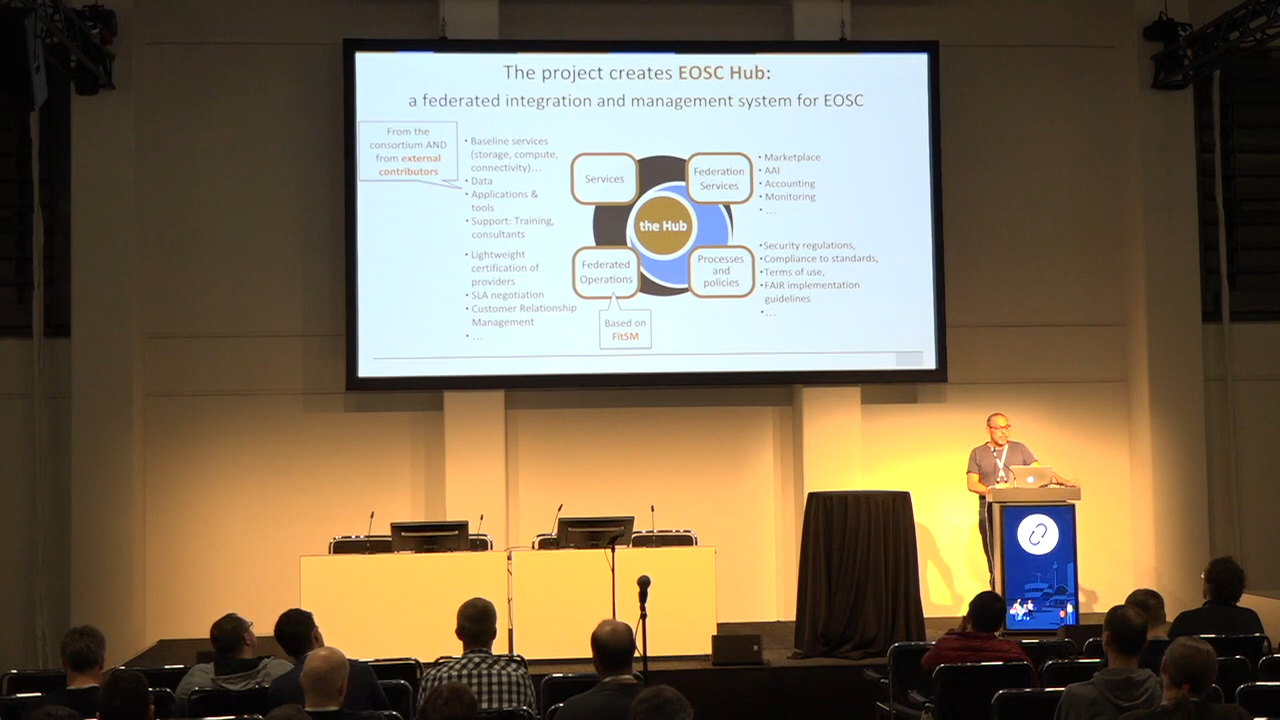 The project creates EOSC Hub:
a federated integration and management system for EOSC
From the
consortium AND
from external
contributors
• Baseline services
(storage, compute,
connectivity)...
• Data
• Applications &
tools
• Support: Training,
consultants
• Lightweight
certification of
providers
• SLA negotiation
• Customer Relationship
Management
• ...
Services
Federation
Services
the Hub
Federated
Operations
Processes
and
policies
Based on
FitSM
• Marketplace
• AAI
• Accounting
• Monitoring
• ...
• Security regulations,
• Compliance to standards,
• Terms of use,
• FAIR implementation
guidelines
• ...